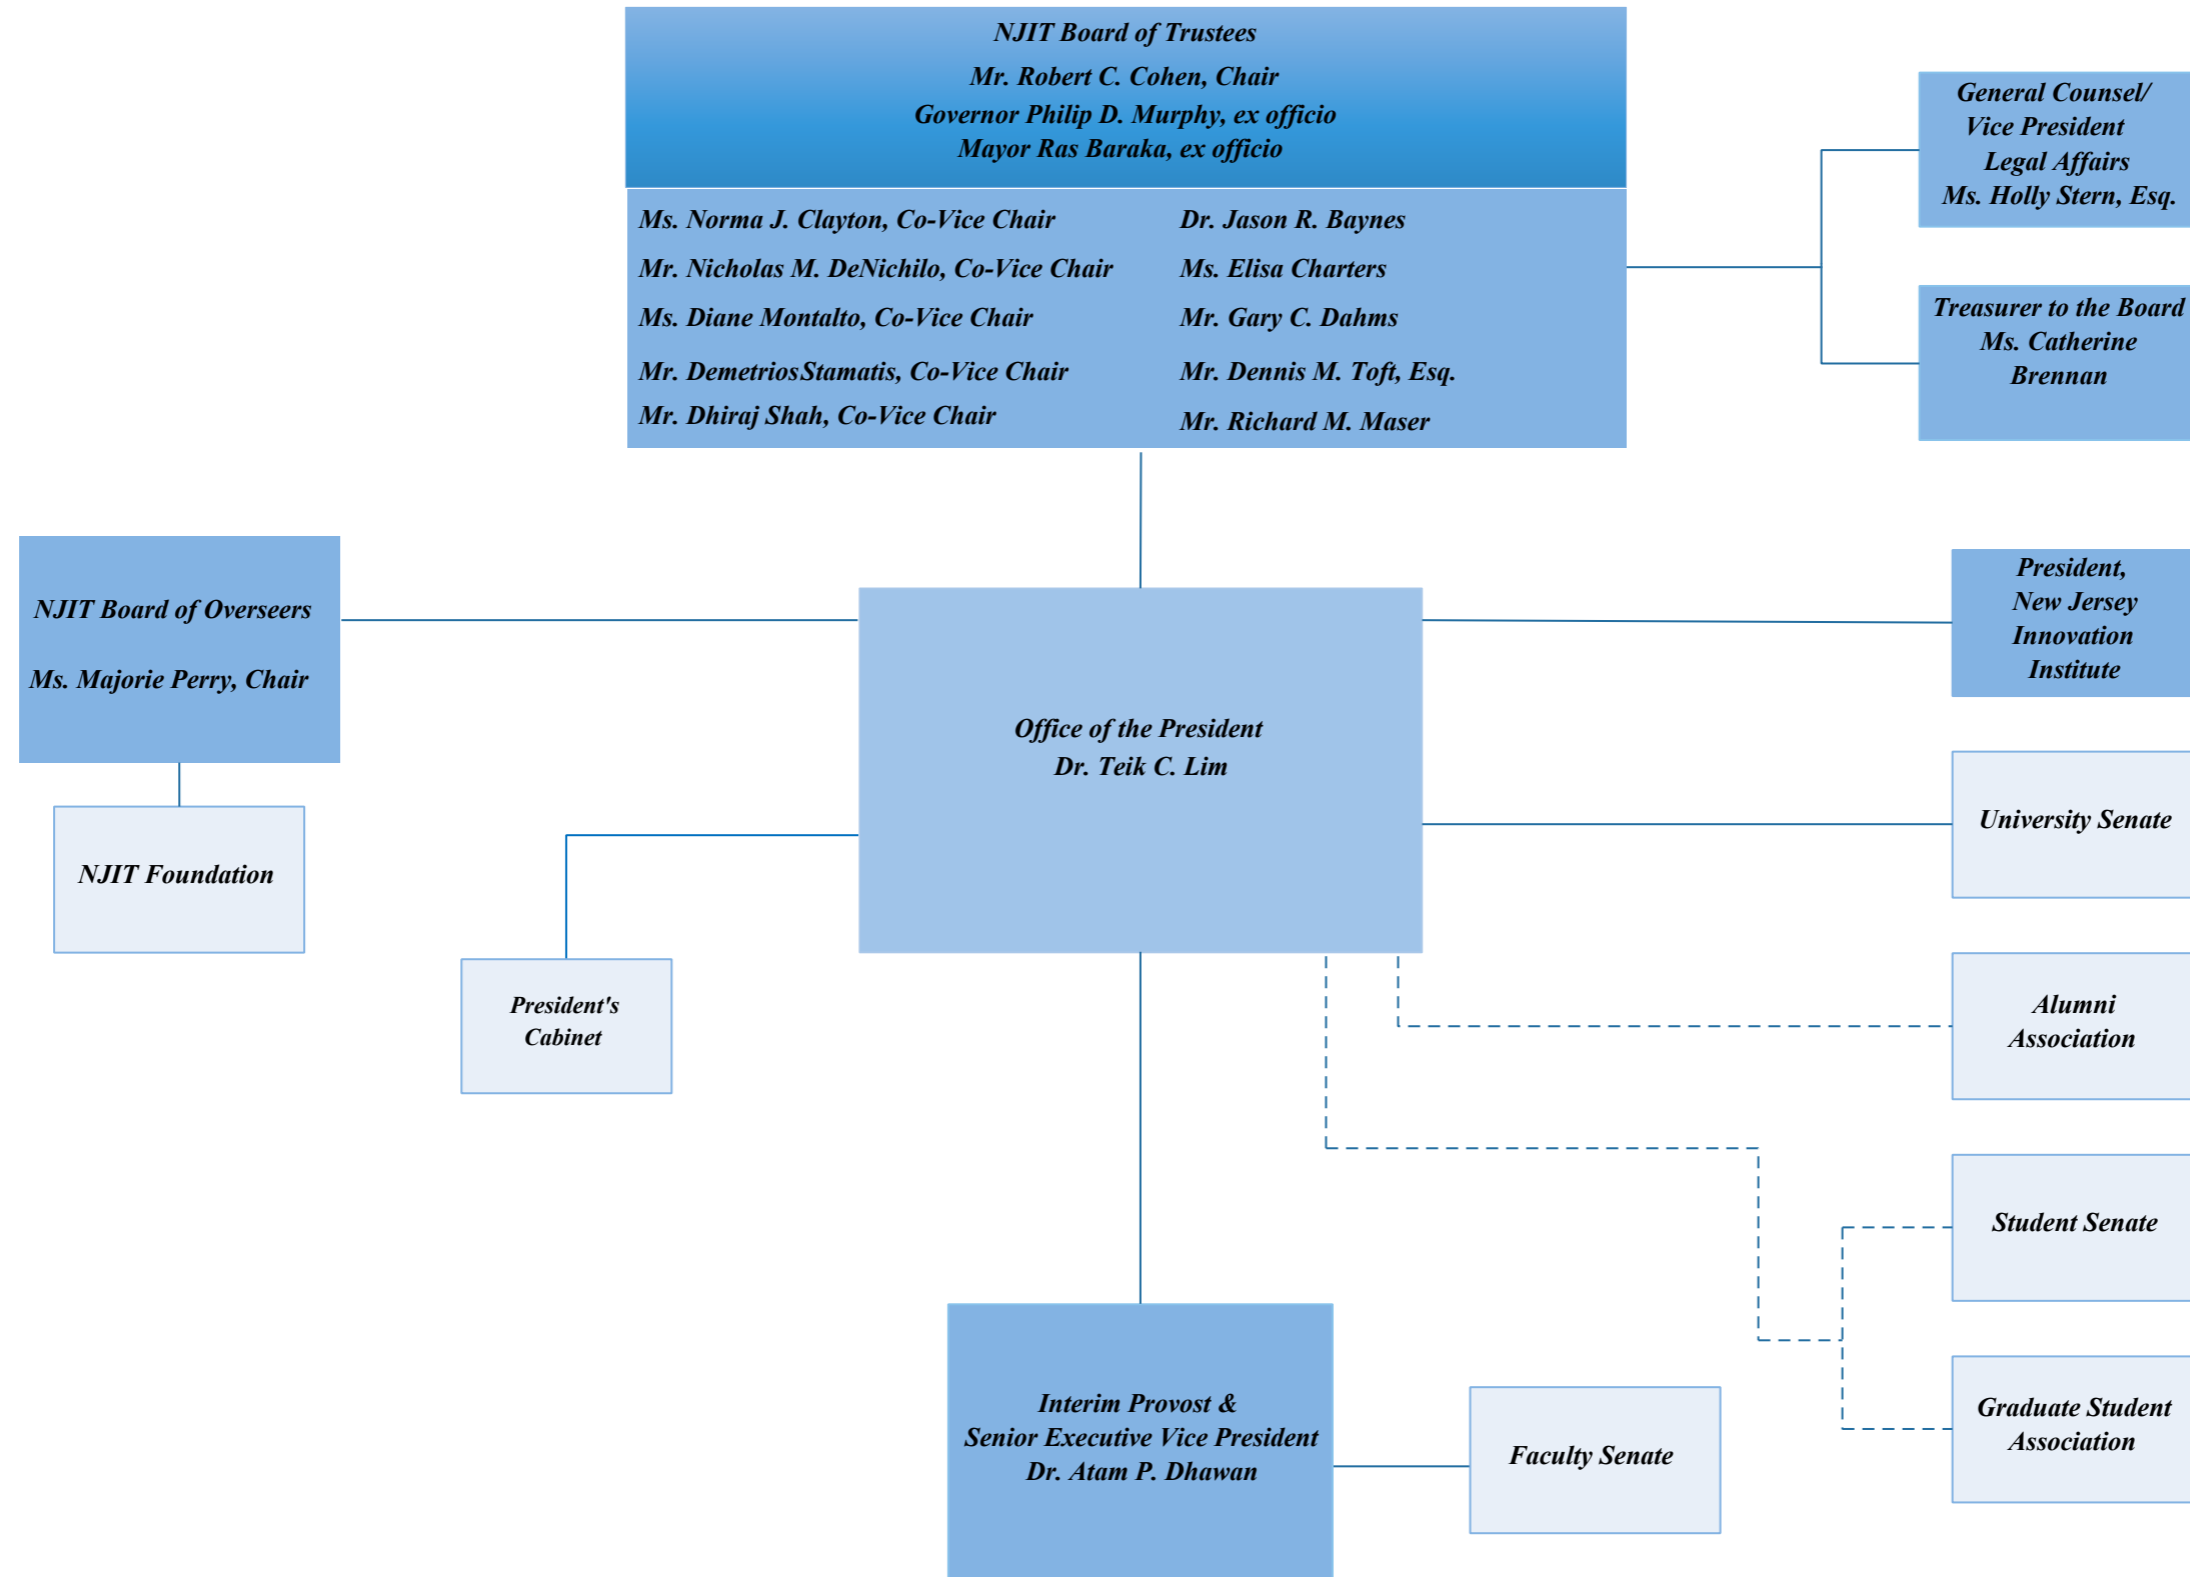 NJIT Board of Trustees
Mr. Robert C. Cohen, Chair
Governor Philip D. Murphy, ex officio
Mayor Ras Baraka, ex officio
Ms. Norma J. Clayton, Co-Vice Chair
Mr. Nicholas M. DeNichilo, Co-Vice Chair
Ms. Diane Montalto, Co-Vice Chair
Mr. DemetriosStamatis, Co-Vice Chair
Mr. Dhiraj Shah, Co-Vice Chair
Dr. Jason R. Baynes
Ms. Elisa Charters
Mr. Gary C. Dahms
Mr. Dennis M. Toft, Esq.
Mr. Richard M. Maser
General Counsel/
Vice President
Legal Affairs
Ms. Holly Stern, Esq.
Treasurer to the Board
Ms. Catherine
Brennan
NJIT Board of Overseers
Ms. Majorie Perry, Chair
NJIT Foundation
Office of the President
Dr. Teik C. Lim
President's
Cabinet
President,
New Jersey
Innovation
Institute
University Senate
Alumni
Association
Student Senate
Graduate Student
Association
Interim Provost &
Senior Executive Vice President
Dr. Atam P. Dhawan
Faculty Senate